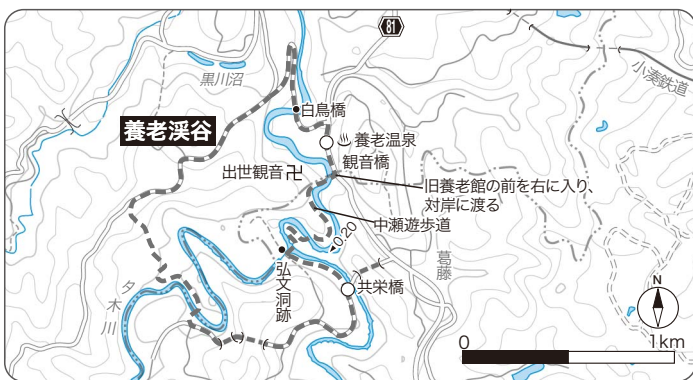 81
小湊鉄道
黒川沼
白鳥橋
養老渓谷
養老温泉
観音橋
出世観音卍
旧養老館の前を右に入り、
対岸に渡る
中瀬遊歩道
0.20
葛藤
弘文洞跡
共栄橋
夕木川
N
0 1km